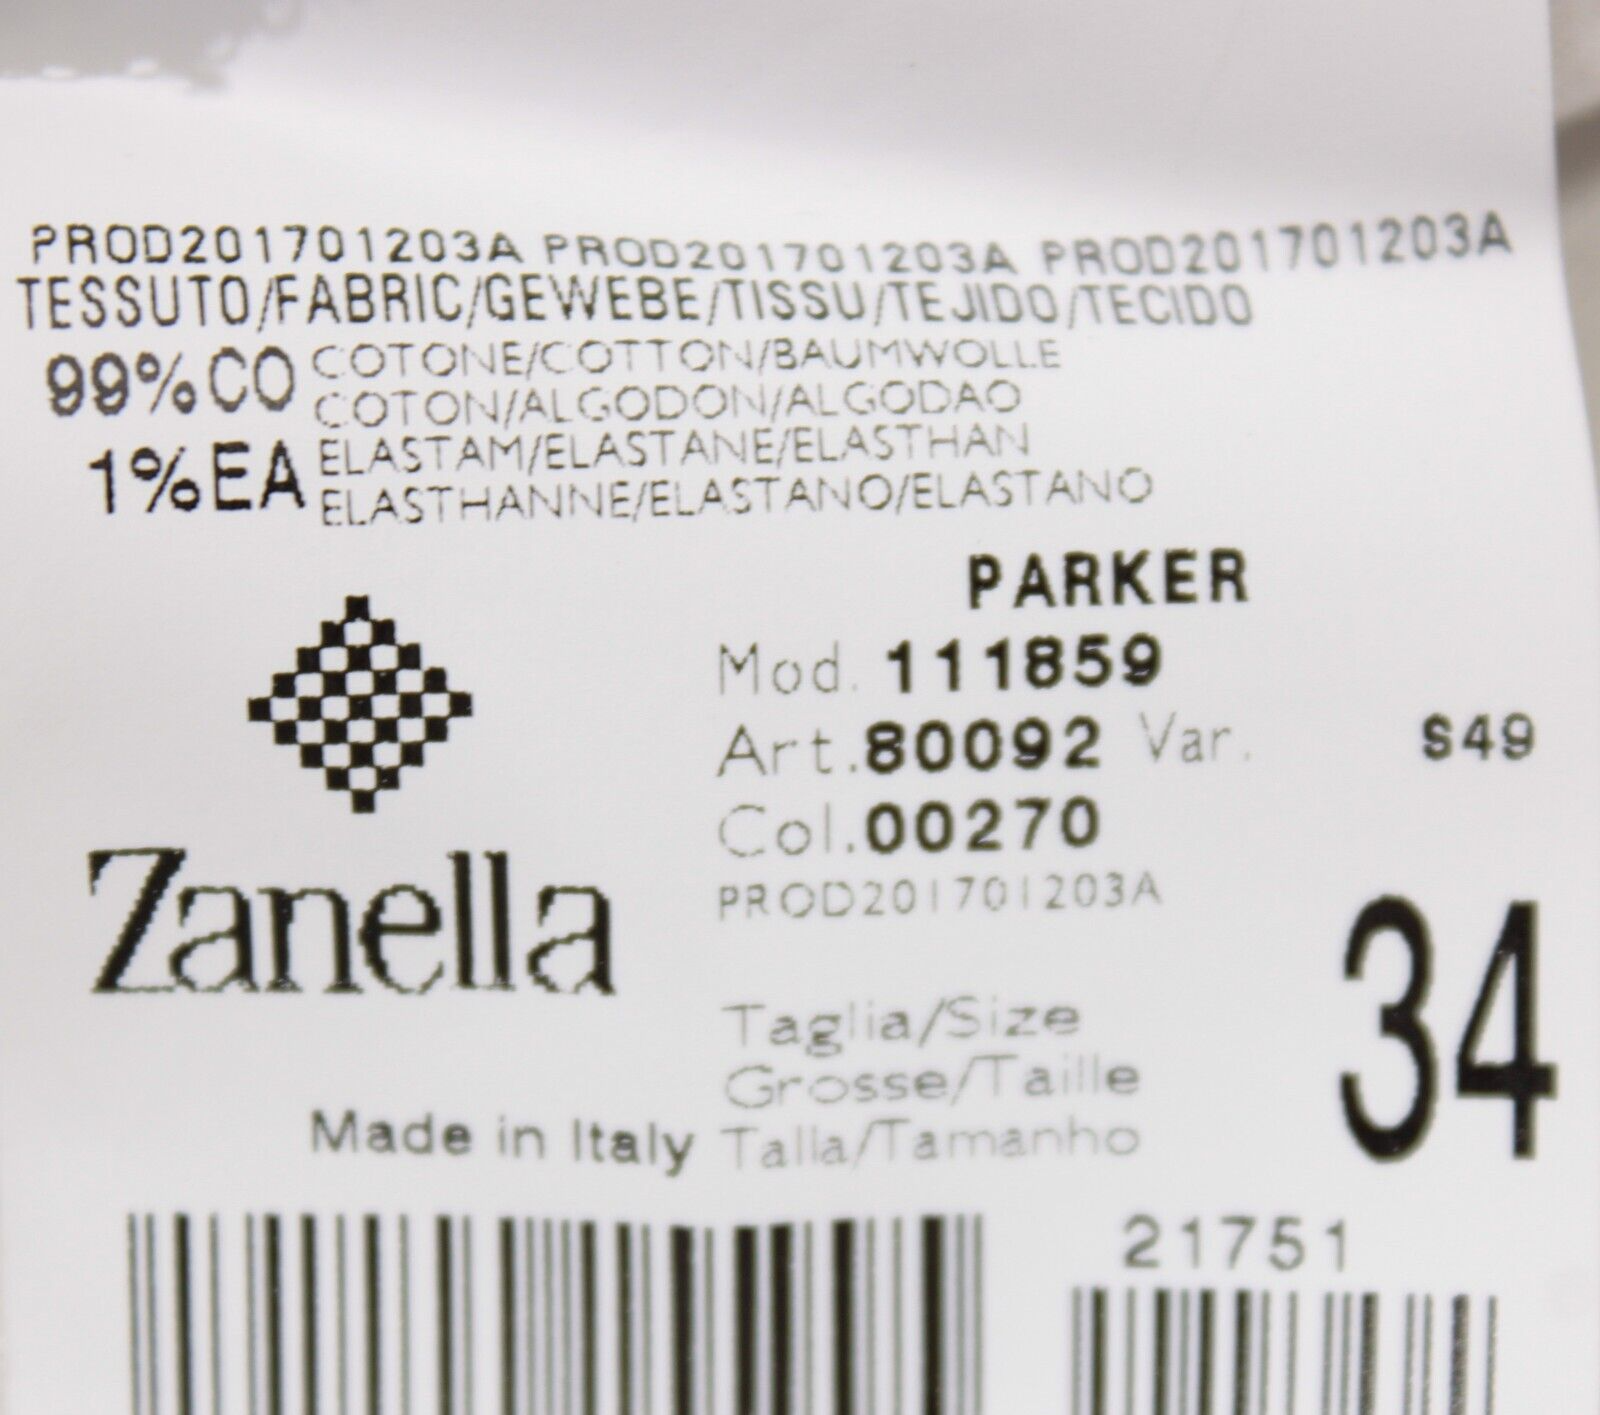 PROD201701203A PROD201701203A PROD201701203A
TESSUTO/FABRIC/GEWEBE/TISSU/TEJIDO/TECIDO
99%CO COTONE/COTTON/BAUMWOLLE
COTON/ALGODON/ALGODAO
1%EA ELASTAM/ELASTANE/ELASTHAN
ELASTHANNE/ELASTANO/ELASTANO
PARKER
Mod. 111859
Art.80092 Var. S49
Col.00270
PROD201701203A
Zanella
Taglia/Size
Grosse/Taille
Talla/Tamanho
34
Made in Italy
21751